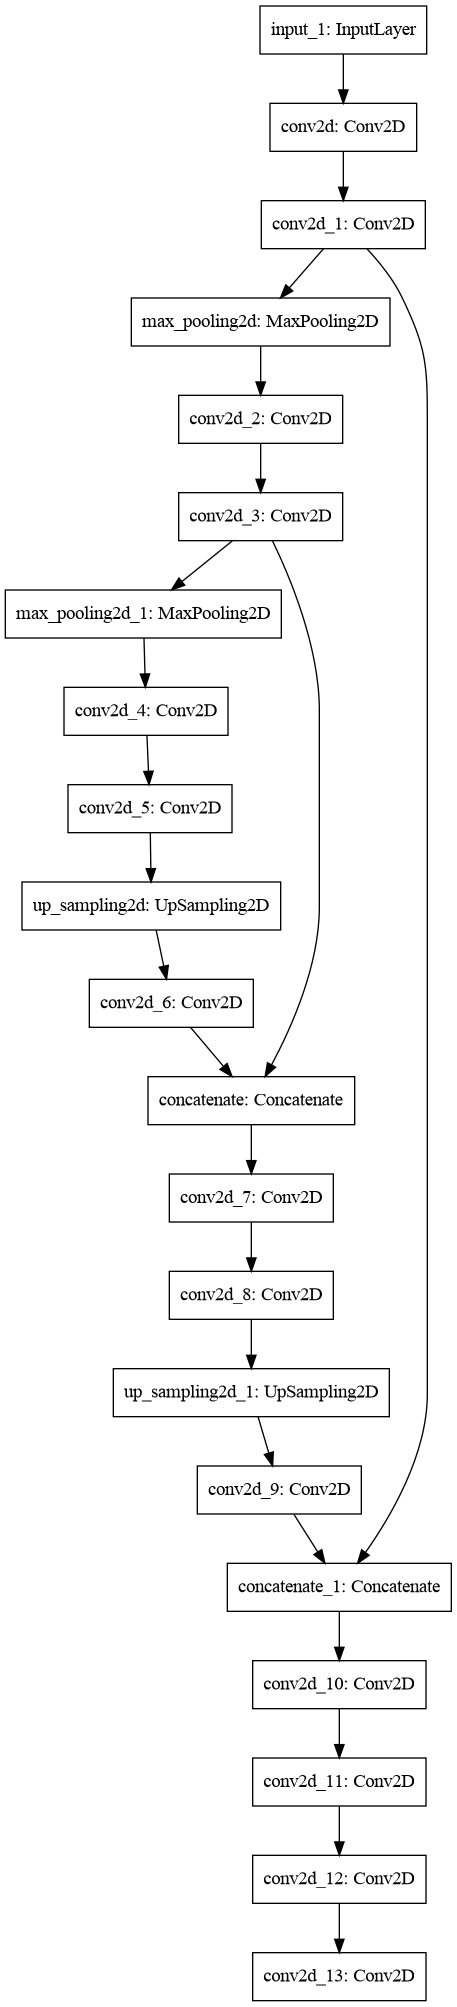 input_1: InputLayer
conv2d: Conv2D
conv2d_1: Conv2D
max_pooling2d: MaxPooling2D
conv2d_2: Conv2D
conv2d_3: Conv2D
max_pooling2d_1: MaxPooling2D
conv2d_4: Conv2D
conv2d_5: Conv2D
up_sampling2d: UpSampling2D
conv2d_6: Conv2D
concatenate: Concatenate
conv2d_7: Conv2D
conv2d_8: Conv2D
up_sampling2d_1: UpSampling2D
conv2d_9: Conv2D
concatenate_1: Concatenate
conv2d_10: Conv2D
conv2d_11: Conv2D
conv2d_12: Conv2D
conv2d_13: Conv2D